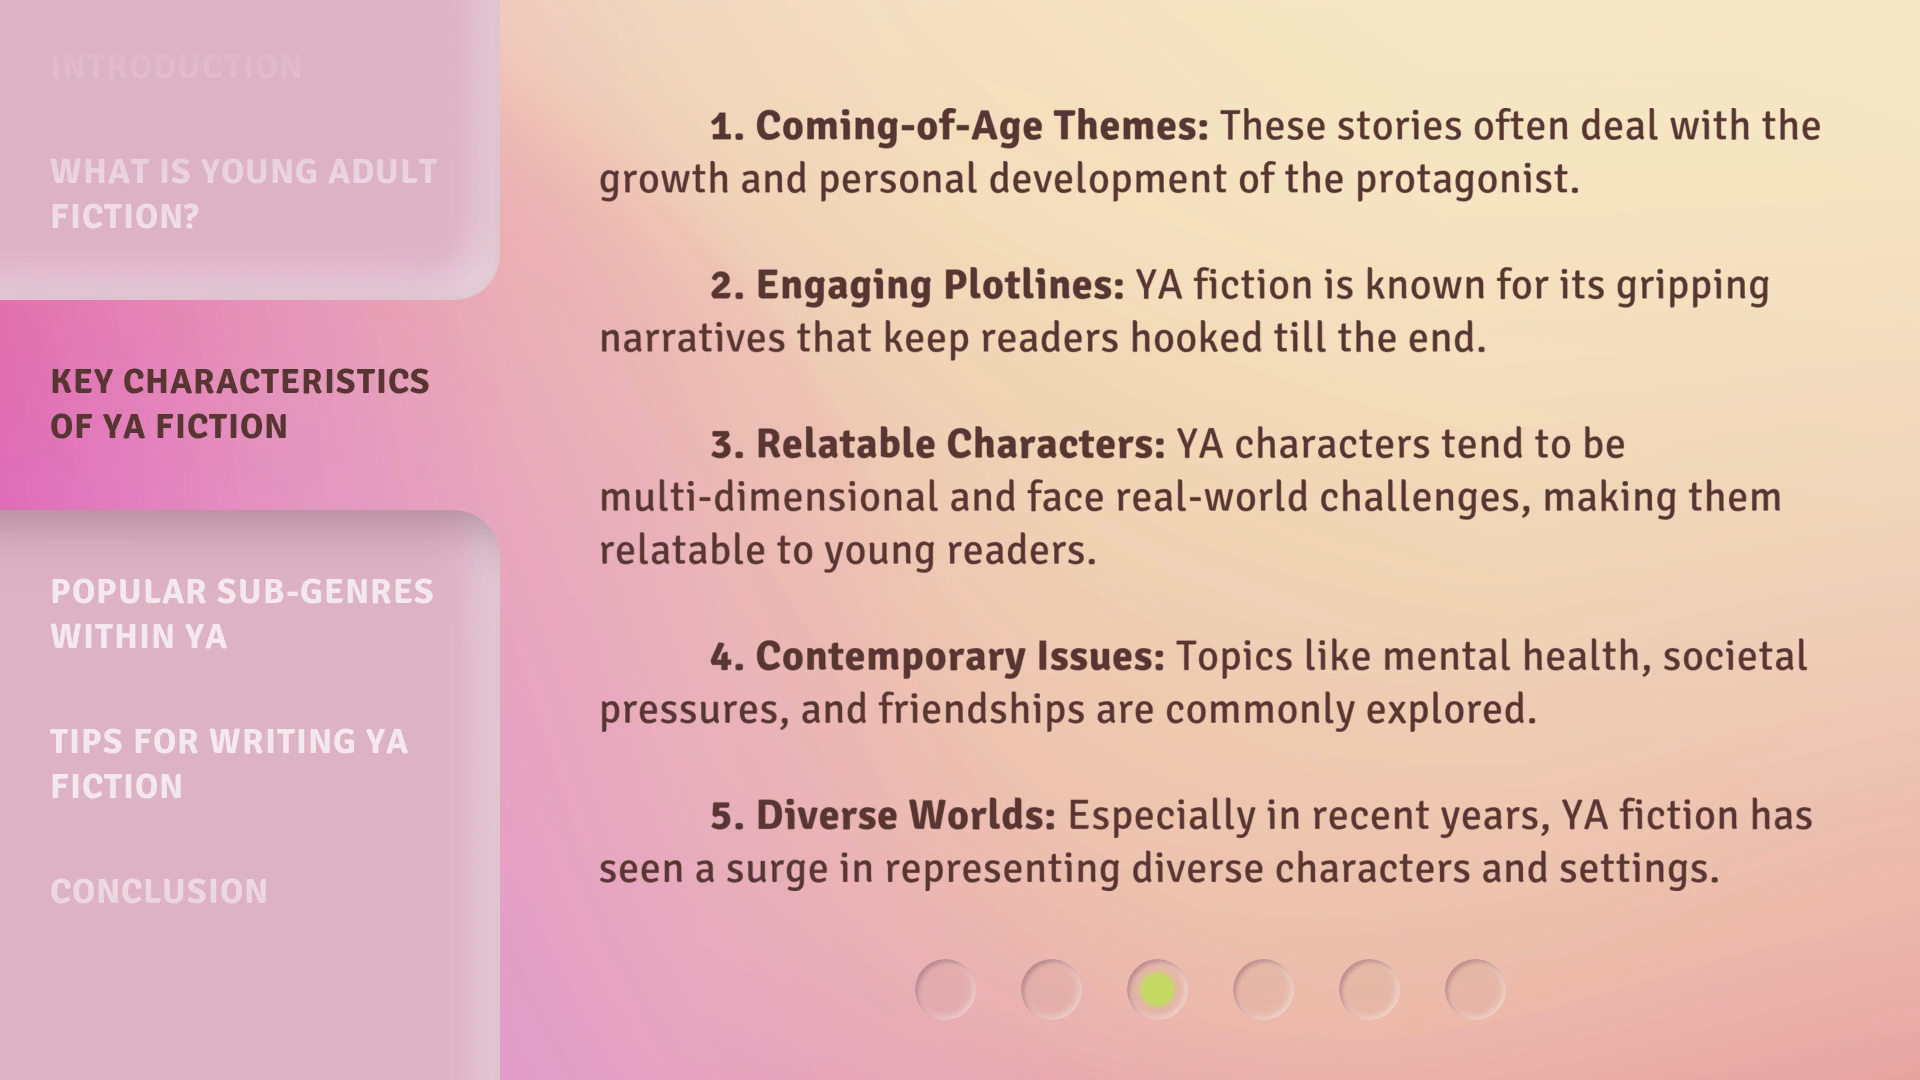 INTRODUCTION
WHAT IS YOUNG ADULT
FICTION?
KEY CHARACTERISTICS
OF YA FICTION
POPULAR SUB-GENRES
WITHIN YA
TIPS FOR WRITING YA
FICTION
CONCLUSION
1. Coming-of-Age Themes: These stories often deal with the
growth and personal development of the protagonist.
2. Engaging Plotlines: YA fiction is known for its gripping
narratives that keep readers hooked till the end.
3. Relatable Characters: YA characters tend to be
multi-dimensional and face real-world challenges, making them
relatable to young readers.
4. Contemporary Issues: Topics like mental health, societal
pressures, and friendships are commonly explored.
5. Diverse Worlds: Especially in recent years, YA fiction has
seen a surge in representing diverse characters and settings.